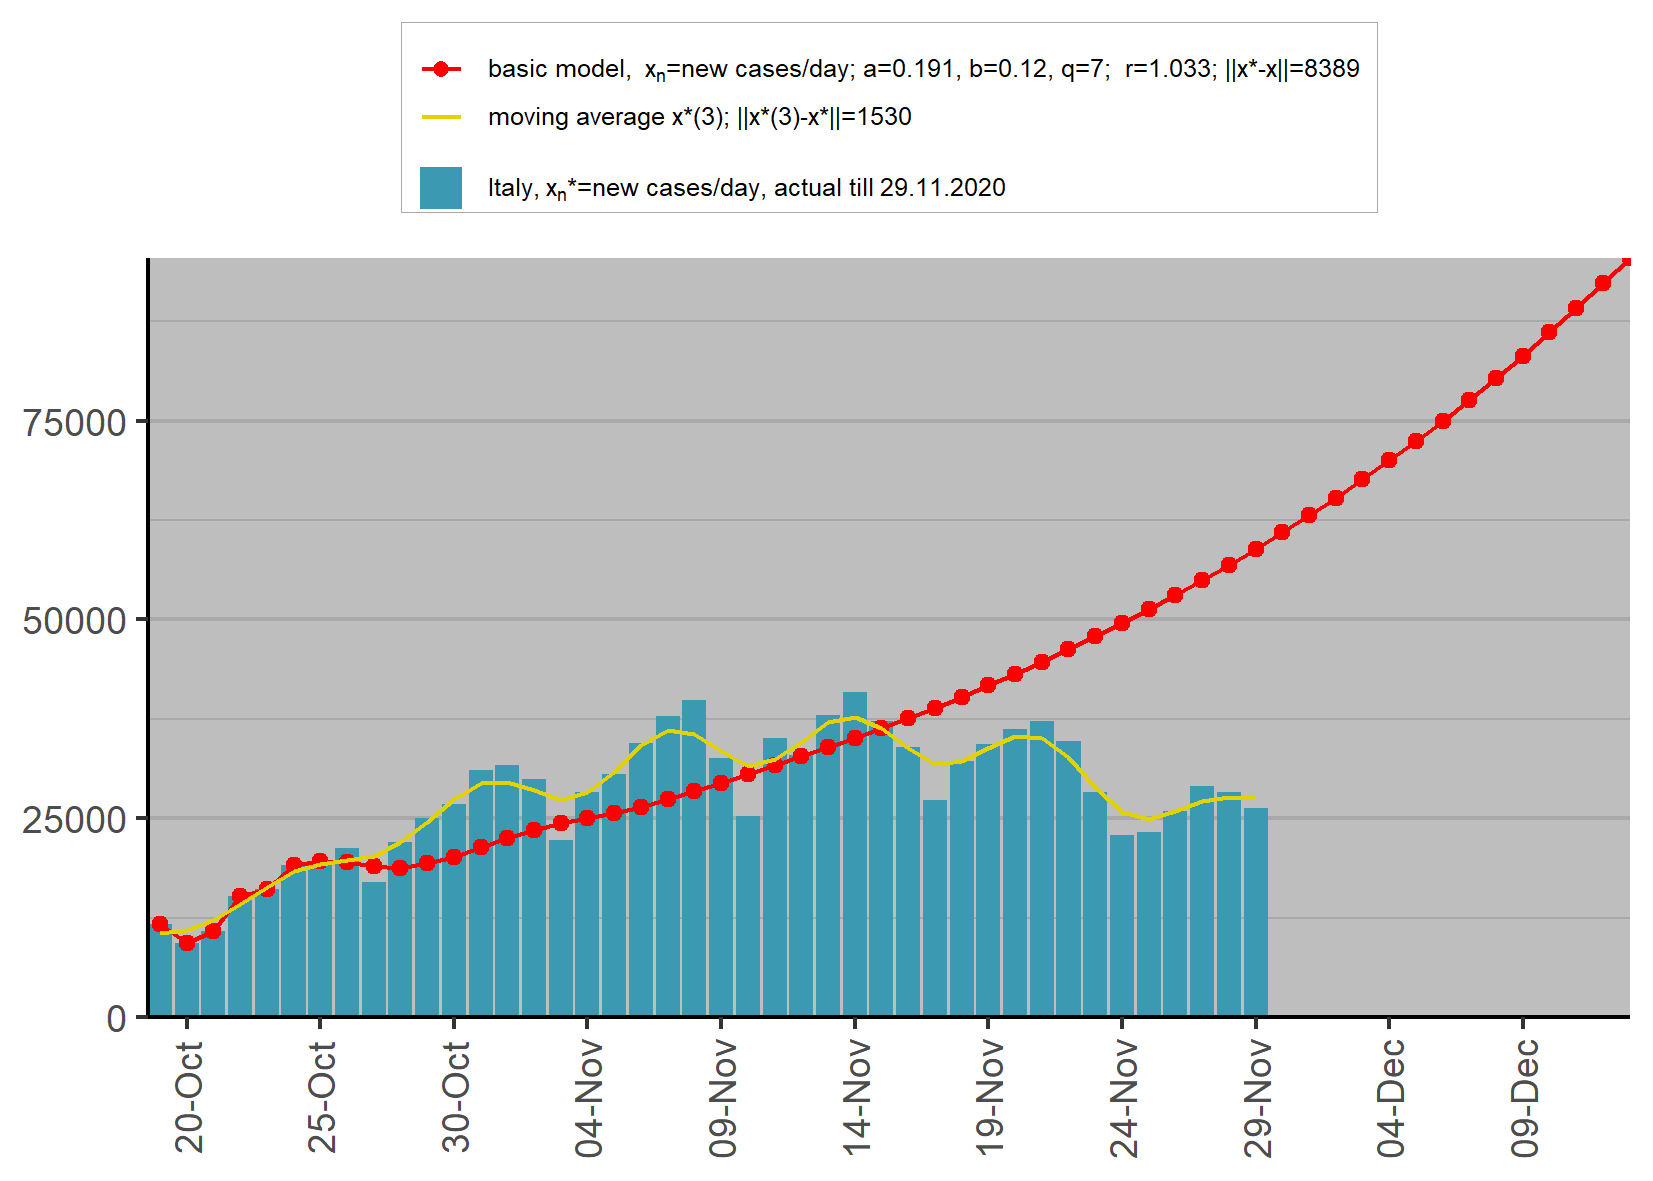 basic model,  xₙ=new cases/day; a=0.191, b=0.12, q=7;  r=1.033; ||x*-x||=8389
moving average x*(3); ||x*(3)-x*||=1530
Italy, xₙ*=new cases/day, actual till 29.11.2020
75000
50000
25000
0
20-Oct
25-Oct
30-Oct
04-Nov
09-Nov
14-Nov
19-Nov
24-Nov
29-Nov
04-Dec
09-Dec